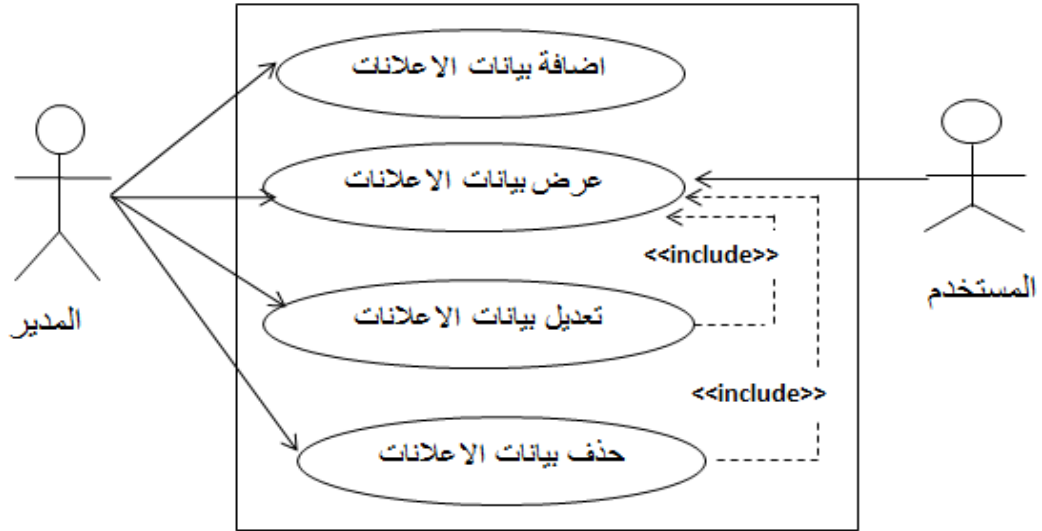 اضافة بيانات الاعلانات
عرض بيانات الاعلانات
<<include>>
المستخدم
المدير
تعديل بيانات الاعلانات
<<include>>
حذف بيانات الاعلانات